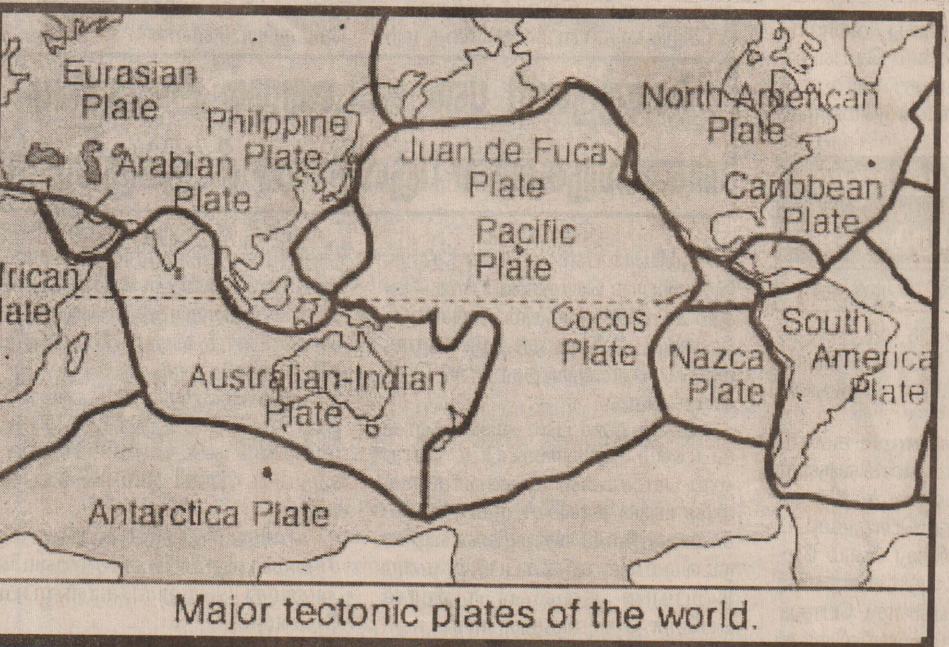 Eurasian
Plate
Philppine
Plate
Arabian
Plate
North American
Plate
Juan de Fuca
Plate
Caribbean
Plate
Pacific
Plate
frican
late
Cocos
Plate
Nazca
Plate
South
America
Plate
Australian-Indian
Plate
Antarctica Plate
Major tectonic plates of the world.